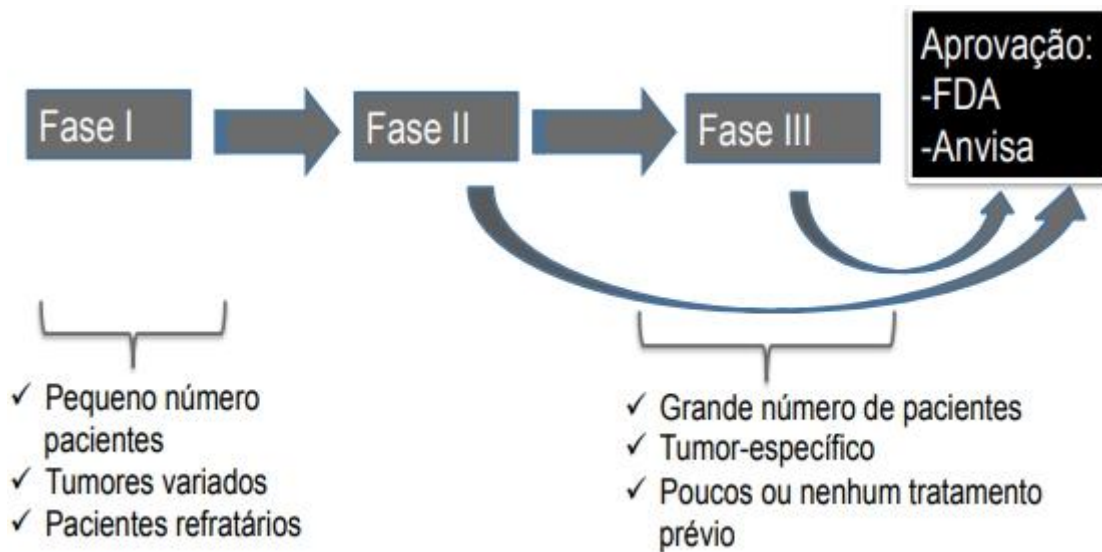 Fase I
Fase II
Fase III
Aprovação:
-FDA
-Anvisa
✓ Pequeno número
pacientes
✓ Tumores variados
✓ Pacientes refratários
✓ Grande número de pacientes
✓ Tumor-específico
✓ Poucos ou nenhum tratamento
prévio